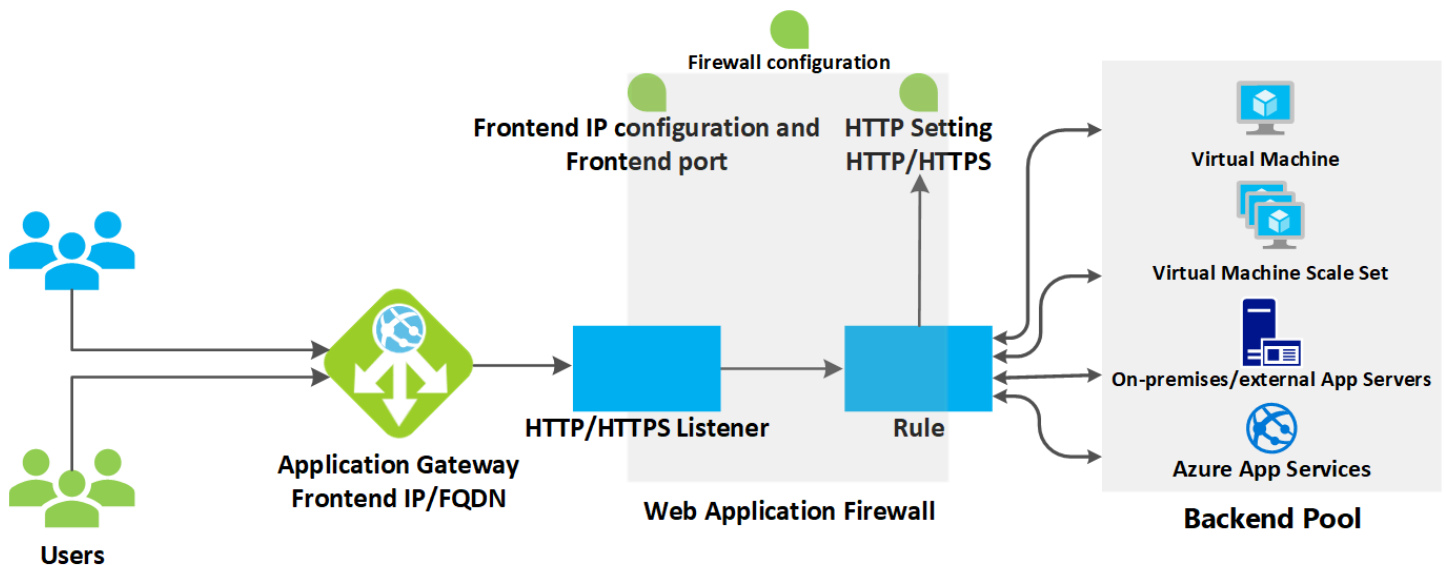 Firewall configuration
Frontend IP configuration and
Frontend port
HTTP Setting
HTTP/HTTPS
Virtual Machine
Virtual Machine Scale Set
On-premises/external App Servers
Azure App Services
Backend Pool
HTTP/HTTPS Listener
Rule
Application Gateway
Frontend IP/FQDN
Web Application Firewall
Users